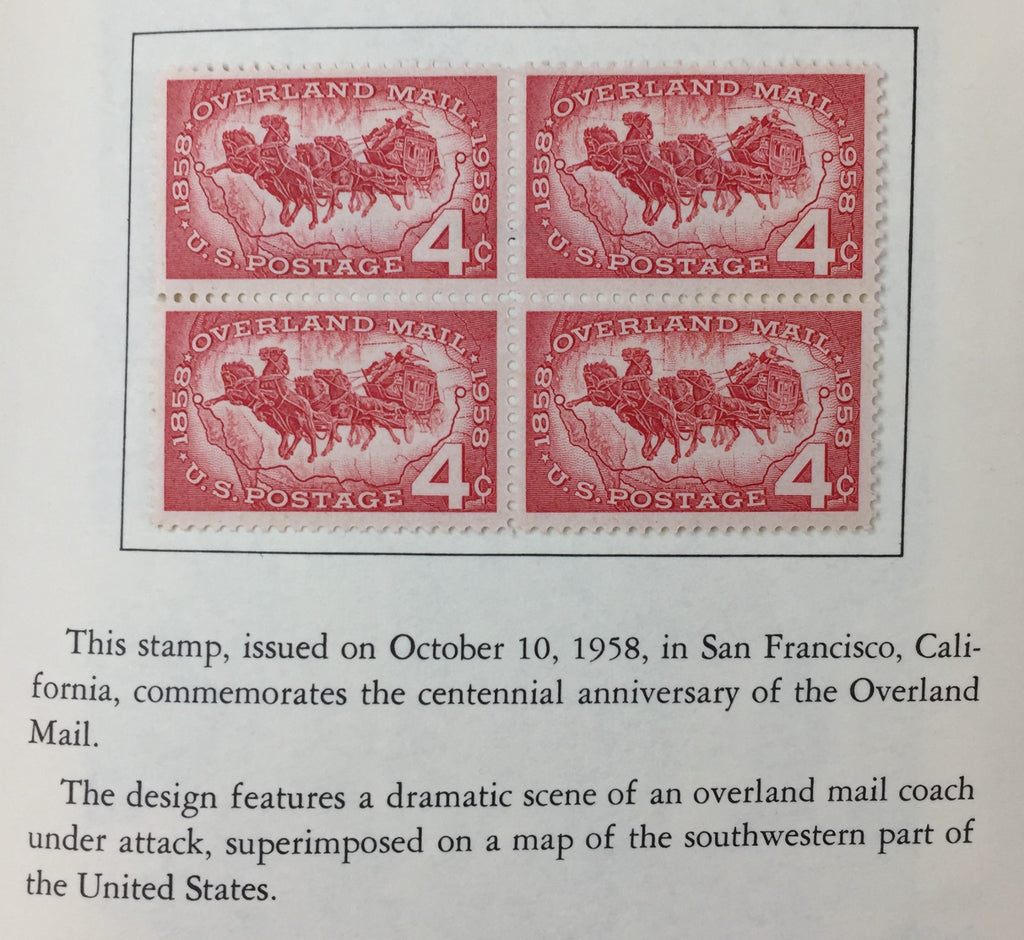 OVERLAND MAIL
1858 1958
U.S. POSTAGE 4¢
OVERLAND MAIL
1858 1958
U.S. POSTAGE 4¢
OVERLAND MAIL
1858 1958
U.S. POSTAGE 4¢
OVERLAND MAIL
1858 1958
U.S. POSTAGE 4¢
This stamp, issued on October 10, 1958, in San Francisco, Cali-
fornia, commemorates the centennial anniversary of the Overland
Mail.
The design features a dramatic scene of an overland mail coach
under attack, superimposed on a map of the southwestern part of
the United States.